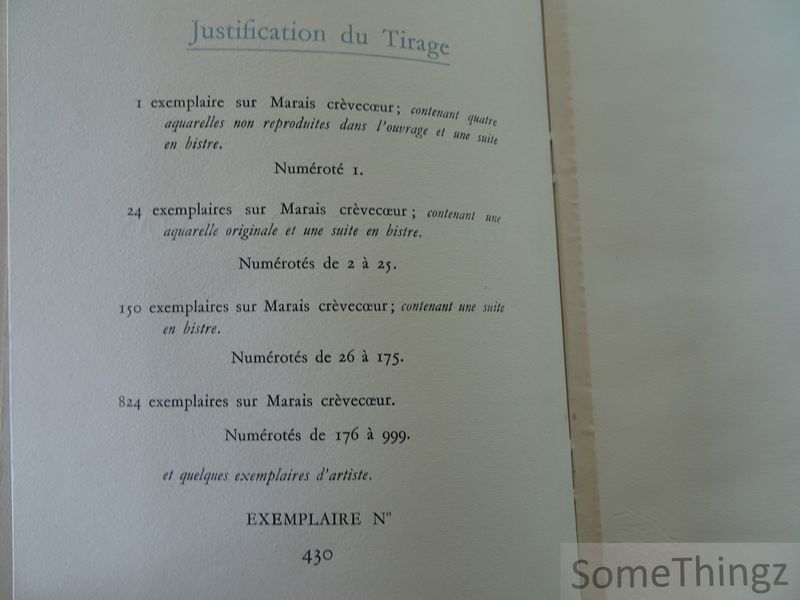 Justification du Tirage
1 exemplaire sur Marais crèvecœur ; contenant quatre
aquarelles non reproduites dans l'ouvrage et une suite
en bistre.
Numéroté 1.
24 exemplaires sur Marais crèvecœur ; contenant une
aquarelle originale et une suite en bistre.
Numérotés de 2 à 25.
150 exemplaires sur Marais crèvecœur ; contenant une suite
en bistre.
Numérotés de 26 à 175.
824 exemplaires sur Marais crèvecœur.
Numérotés de 176 à 999.
et quelques exemplaires d'artiste.
EXEMPLAIRE Nº
430
SomeThingz